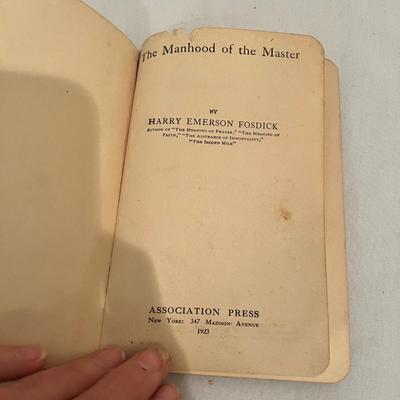 The Manhood of the Master
BY
HARRY EMERSON FOSDICK
AUTHOR OF "THE MEANING OF PRAYER," "THE MEANING OF
FAITH," "THE ASSURANCE OF IMMORTALITY,"
"THE SECOND MILE"
ASSOCIATION PRESS
NEW YORK: 347 MADISON AVENUE
1923